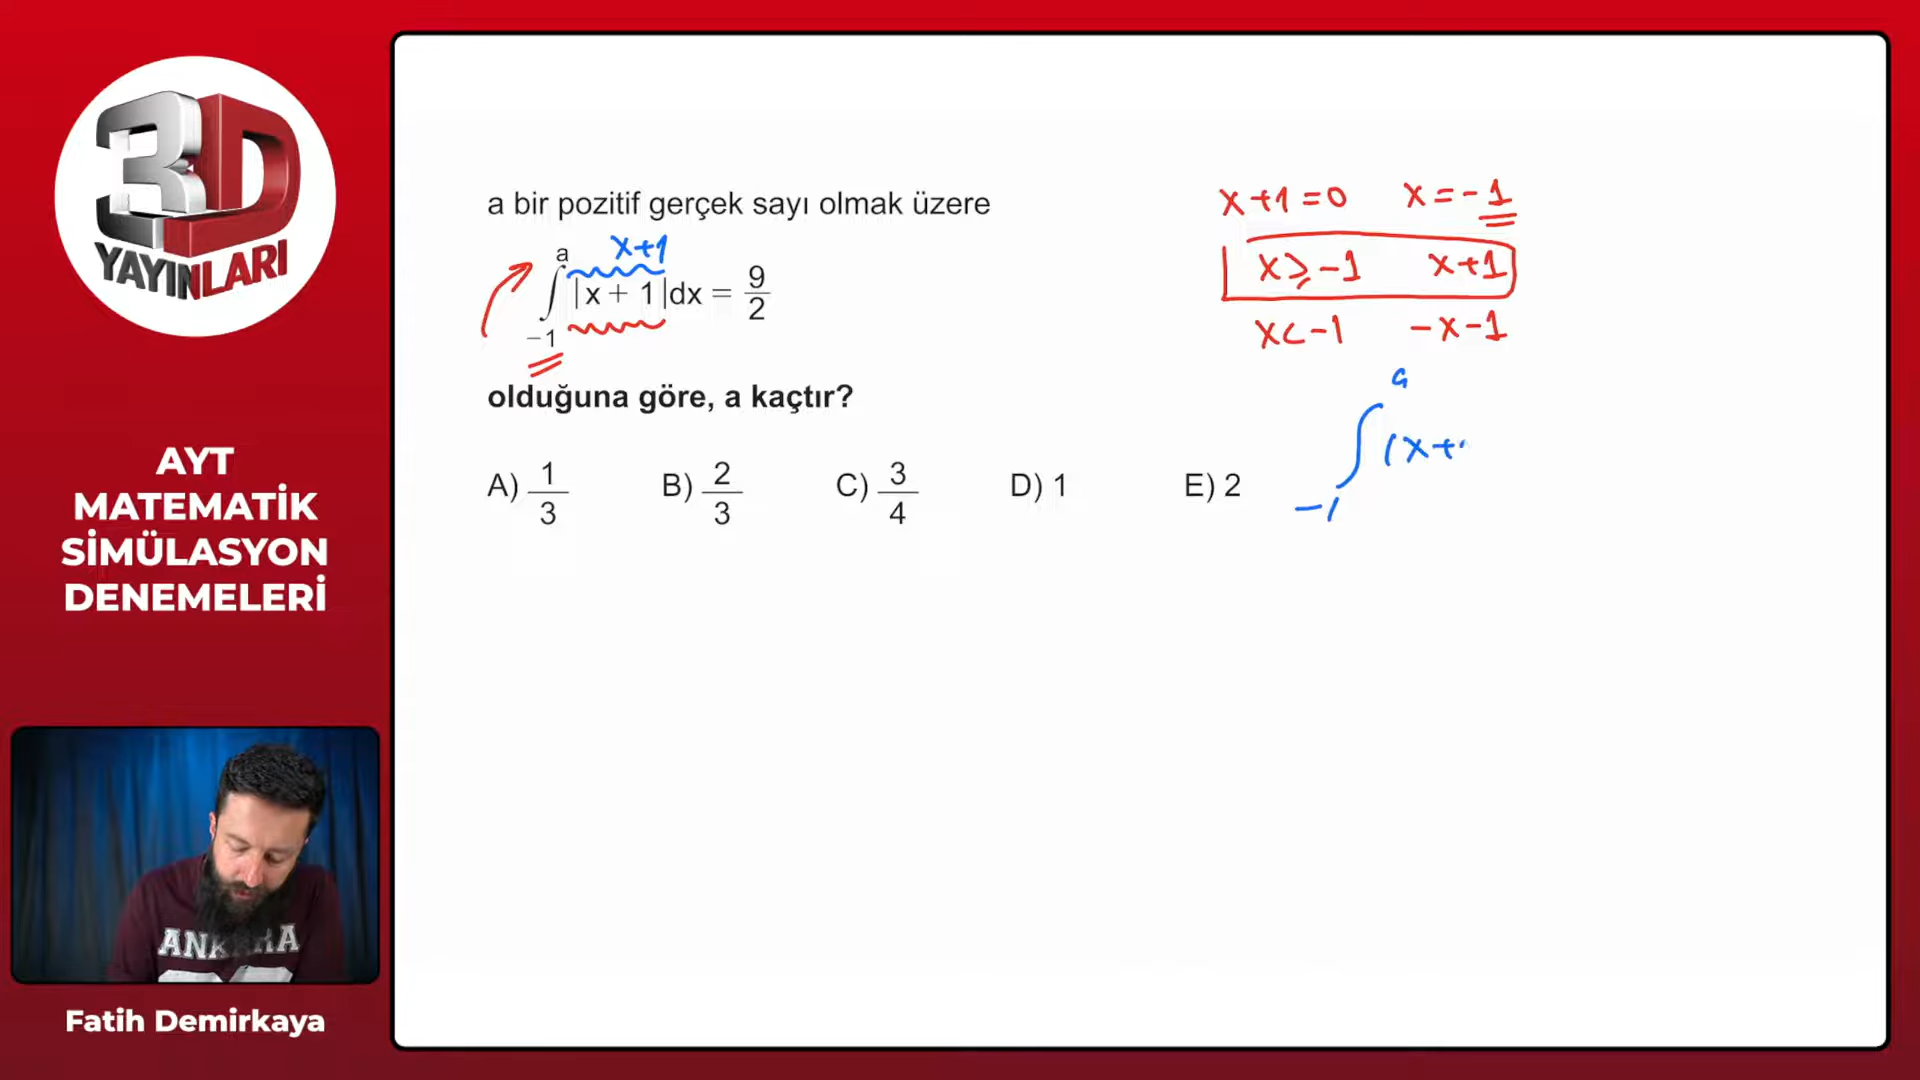 3D
YAYINLARI
AYT
MATEMATİK
SİMÜLASYON
DENEMELERİ
a bir pozitif gerçek sayı olmak üzere
x+1
∫_{-1}^{a} |x + 1|dx = 9/2
olduğuna göre, a kaçtır?
A) 1/3 B) 2/3 C) 3/4 D) 1 E) 2
x+1=0 x=-1
x≥-1 x+1
x<-1 -x-1
∫_{-1}^{a} (x+
ANKARA
Fatih Demirkaya